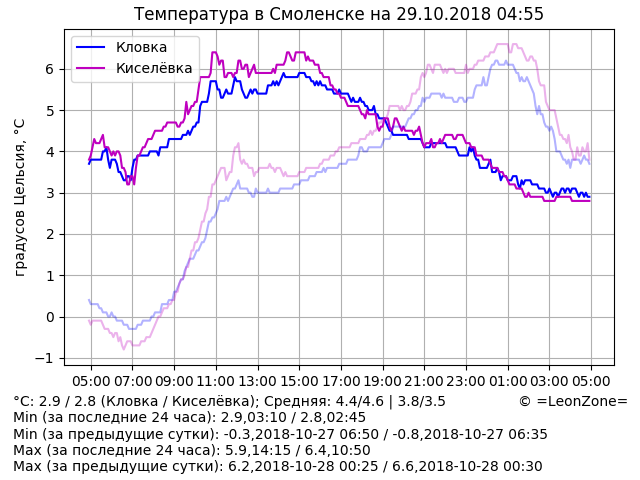 Температура в Смоленске на 29.10.2018 04:55
Кловка
Киселёвка
градусов Цельсия, °C
6
5
4
3
2
1
0
−1
05:00 07:00 09:00 11:00 13:00 15:00 17:00 19:00 21:00 23:00 01:00 03:00 05:00
°C: 2.9 / 2.8 (Кловка / Киселёвка); Средняя: 4.4/4.6 | 3.8/3.5 © =LeonZone=
Min (за последние 24 часа): 2.9,03:10 / 2.8,02:45
Min (за предыдущие сутки): -0.3,2018-10-27 06:50 / -0.8,2018-10-27 06:35
Max (за последние 24 часа): 5.9,14:15 / 6.4,10:50
Max (за предыдущие сутки): 6.2,2018-10-28 00:25 / 6.6,2018-10-28 00:30